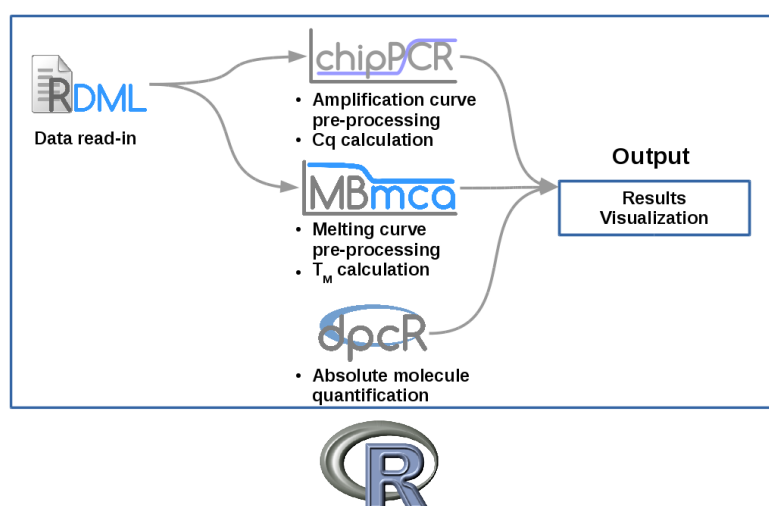 RDML
Data read-in
chipPCR
• Amplification curve
pre-processing
• Cq calculation
MBmca
• Melting curve
pre-processing
• TM calculation
dpcR
• Absolute molecule
quantification
Output
Results
Visualization
R